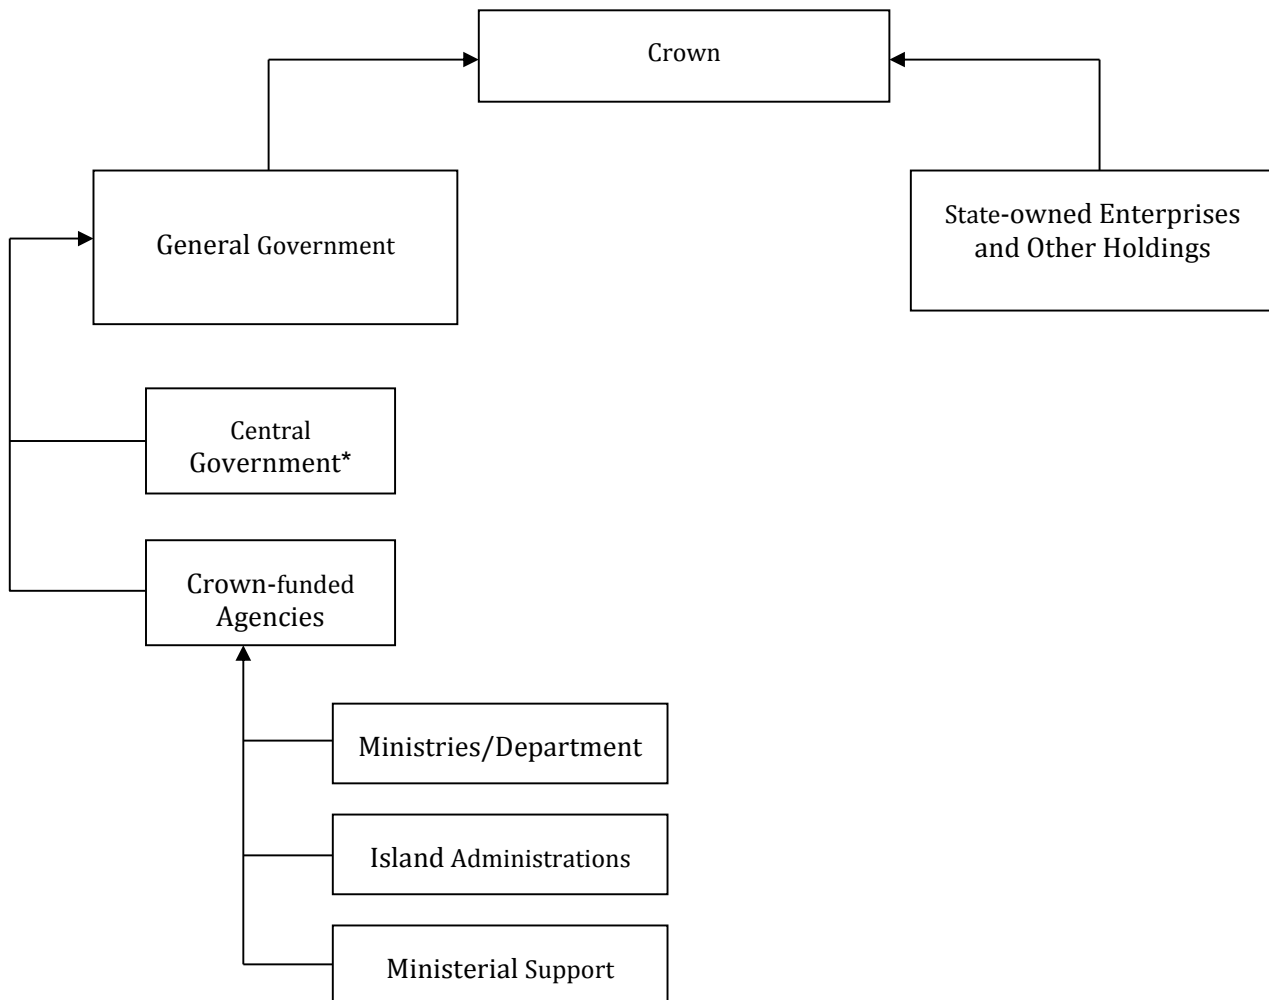 Crown
General Government
State-owned Enterprises
and Other Holdings
Central
Government*
Crown-funded
Agencies
Ministries/Department
Island Administrations
Ministerial Support